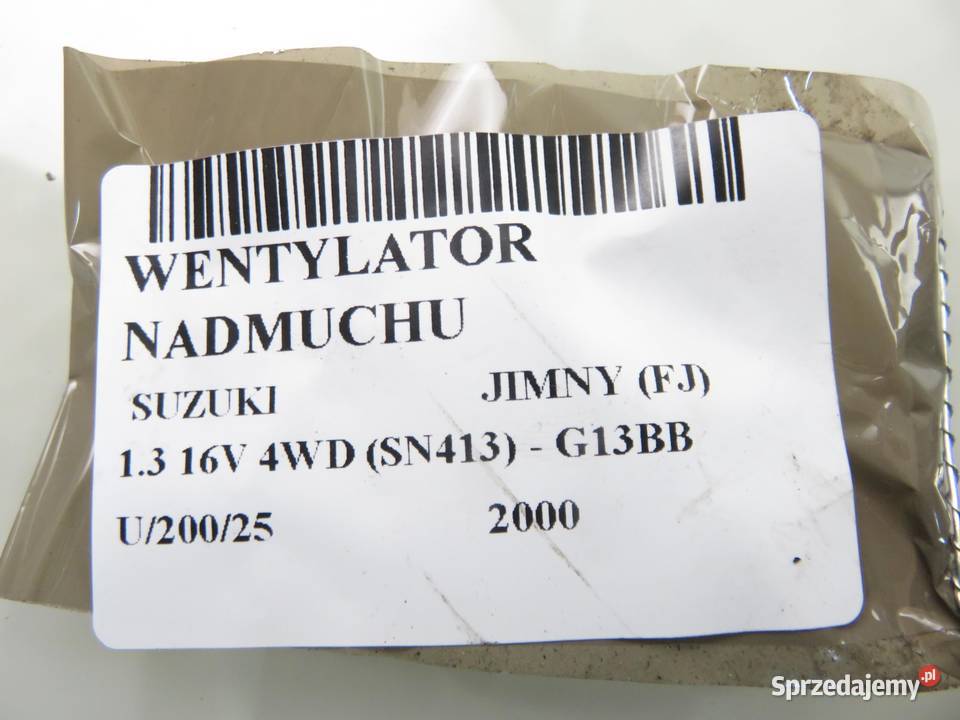 WENTYLATOR
NADMUCHU
SUZUKI JIMNY (FJ)
1.3 16V 4WD (SN413) - G13BB
U/200/25 2000
Sprzedajemy.pl